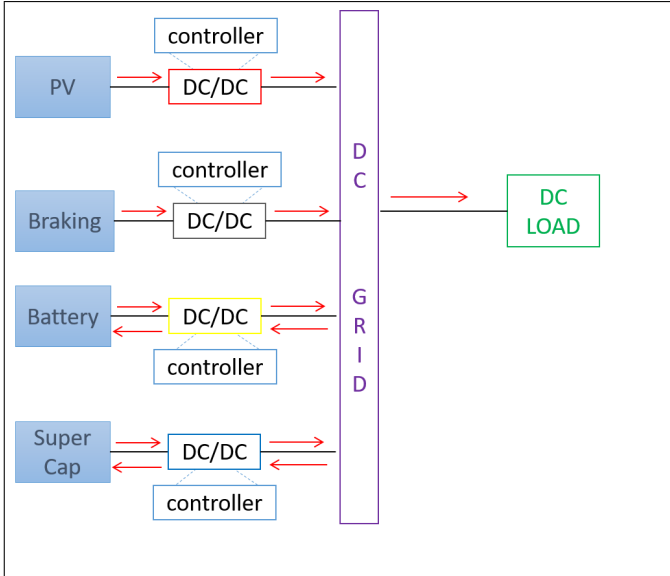 controller
PV
DC/DC
controller
Braking
DC/DC
Battery
DC/DC
controller
Super
Cap
DC/DC
controller
D
C
G
R
I
D
DC
LOAD